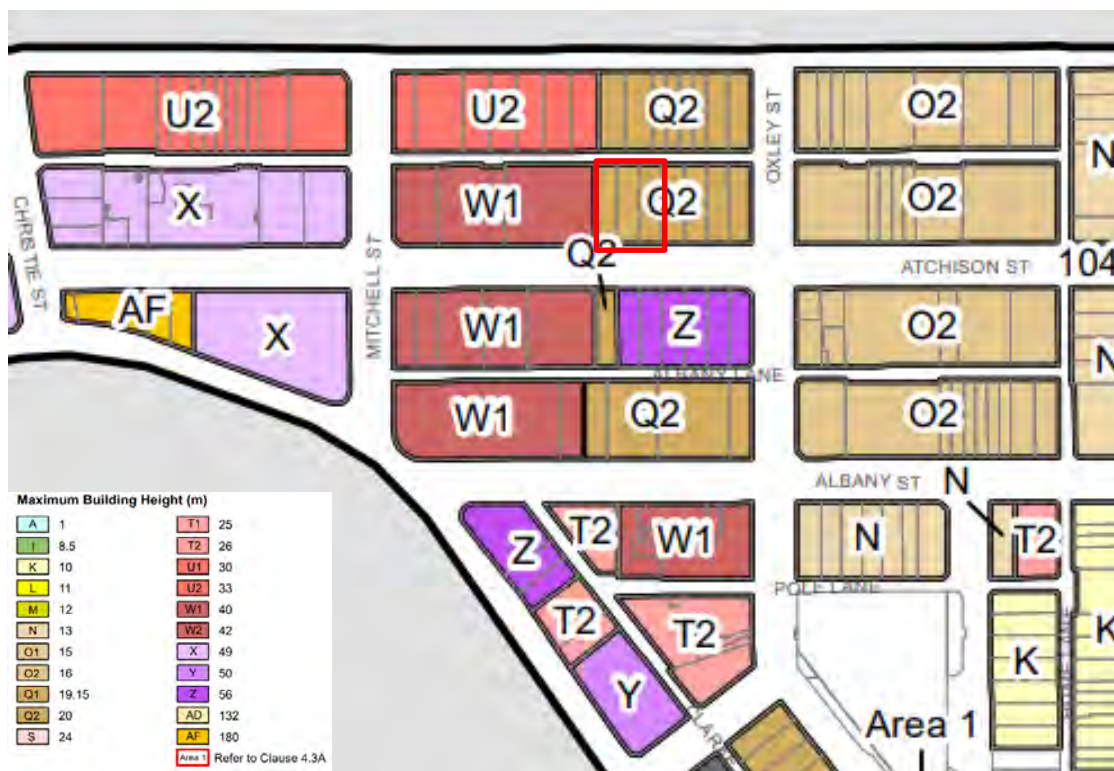 U2
U2
Q2
O2
N
OXLEY ST
X
W1
Q2
O2
CHRISTIE ST
MITCHELL ST
Q2
ATCHISON ST
104
AF
X
W1
Z
O2
N
ALBANY LANE
W1
Q2
O2
ALBANY ST
N
Z
T2
W1
N
T2
POLE LANE
T2
T2
K
K
Y
Area 1
Maximum Building Height (m)
A 1
I 8.5
K 10
L 11
M 12
N 13
O1 15
O2 16
Q1 19.15
Q2 20
S 24
T1 25
T2 26
U1 30
U2 33
W1 40
W2 42
X 49
Y 50
Z 56
AD 132
AF 180
Area 1 Refer to Clause 4.3A